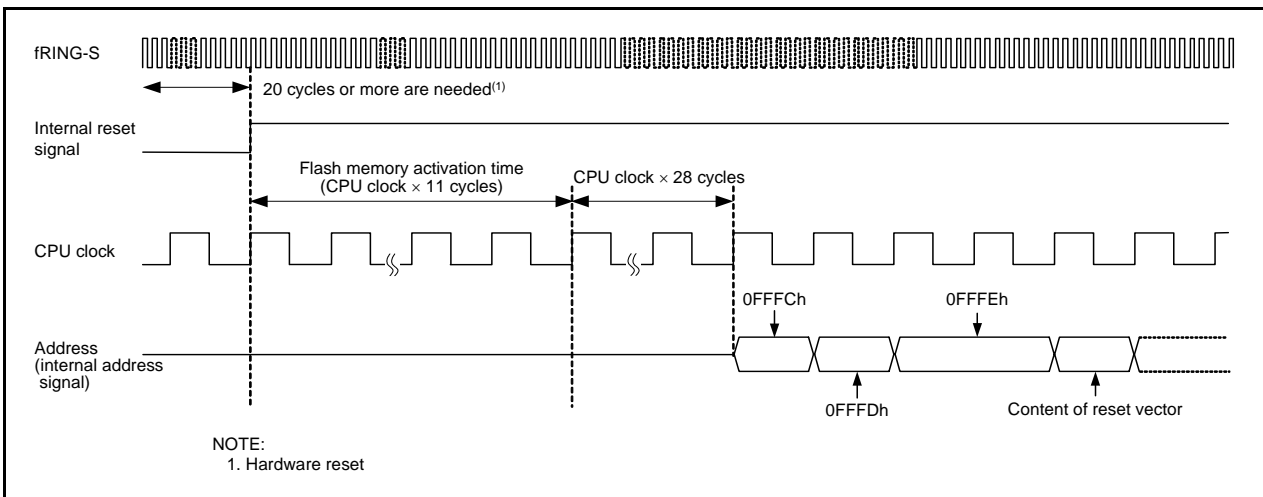 fRING-S
20 cycles or more are needed(1)
Internal reset
signal
Flash memory activation time
(CPU clock × 11 cycles)
CPU clock × 28 cycles
CPU clock
0FFFCh
0FFFEh
Address
(internal address
signal)
0FFFDh
Content of reset vector
NOTE:
1. Hardware reset